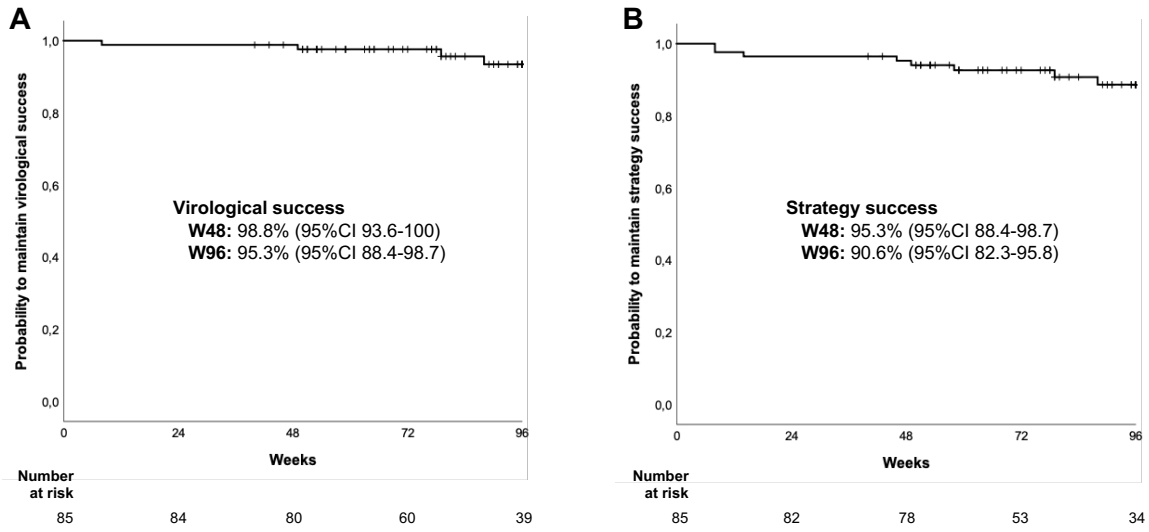 A
Probability to maintain virological success
1,0
0,8
0,6
0,4
0,2
0,0
Virological success
W48: 98.8% (95%CI 93.6-100)
W96: 95.3% (95%CI 88.4-98.7)
0 24 48 72 96
Weeks
Number
at risk
85 84 80 60 39
B
Probability to maintain strategy success
1,0
0,8
0,6
0,4
0,2
0,0
Strategy success
W48: 95.3% (95%CI 88.4-98.7)
W96: 90.6% (95%CI 82.3-95.8)
0 24 48 72 96
Weeks
Number
at risk
85 82 78 53 34